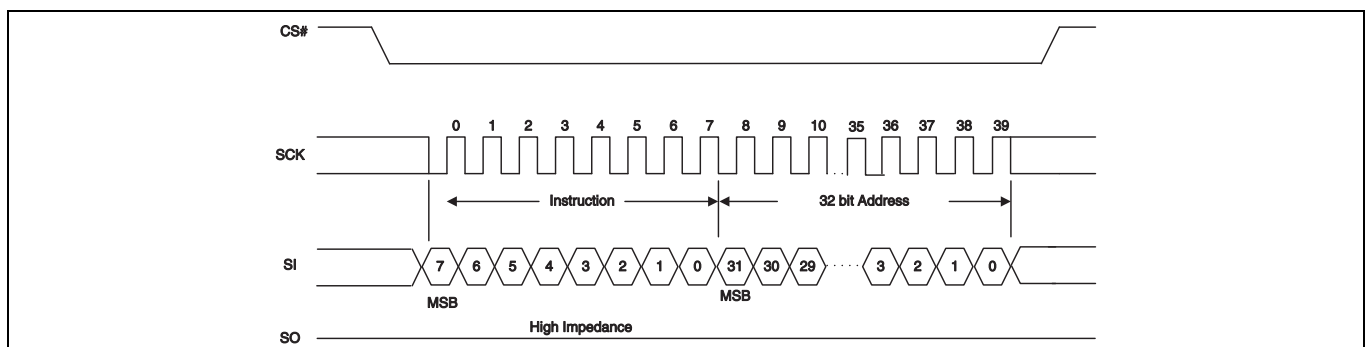 CS#
0 1 2 3 4 5 6 7 8 9 10 35 36 37 38 39
SCK
Instruction 32 bit Address
SI 7 6 5 4 3 2 1 0 31 30 29 3 2 1 0
MSB MSB
High Impedance
SO